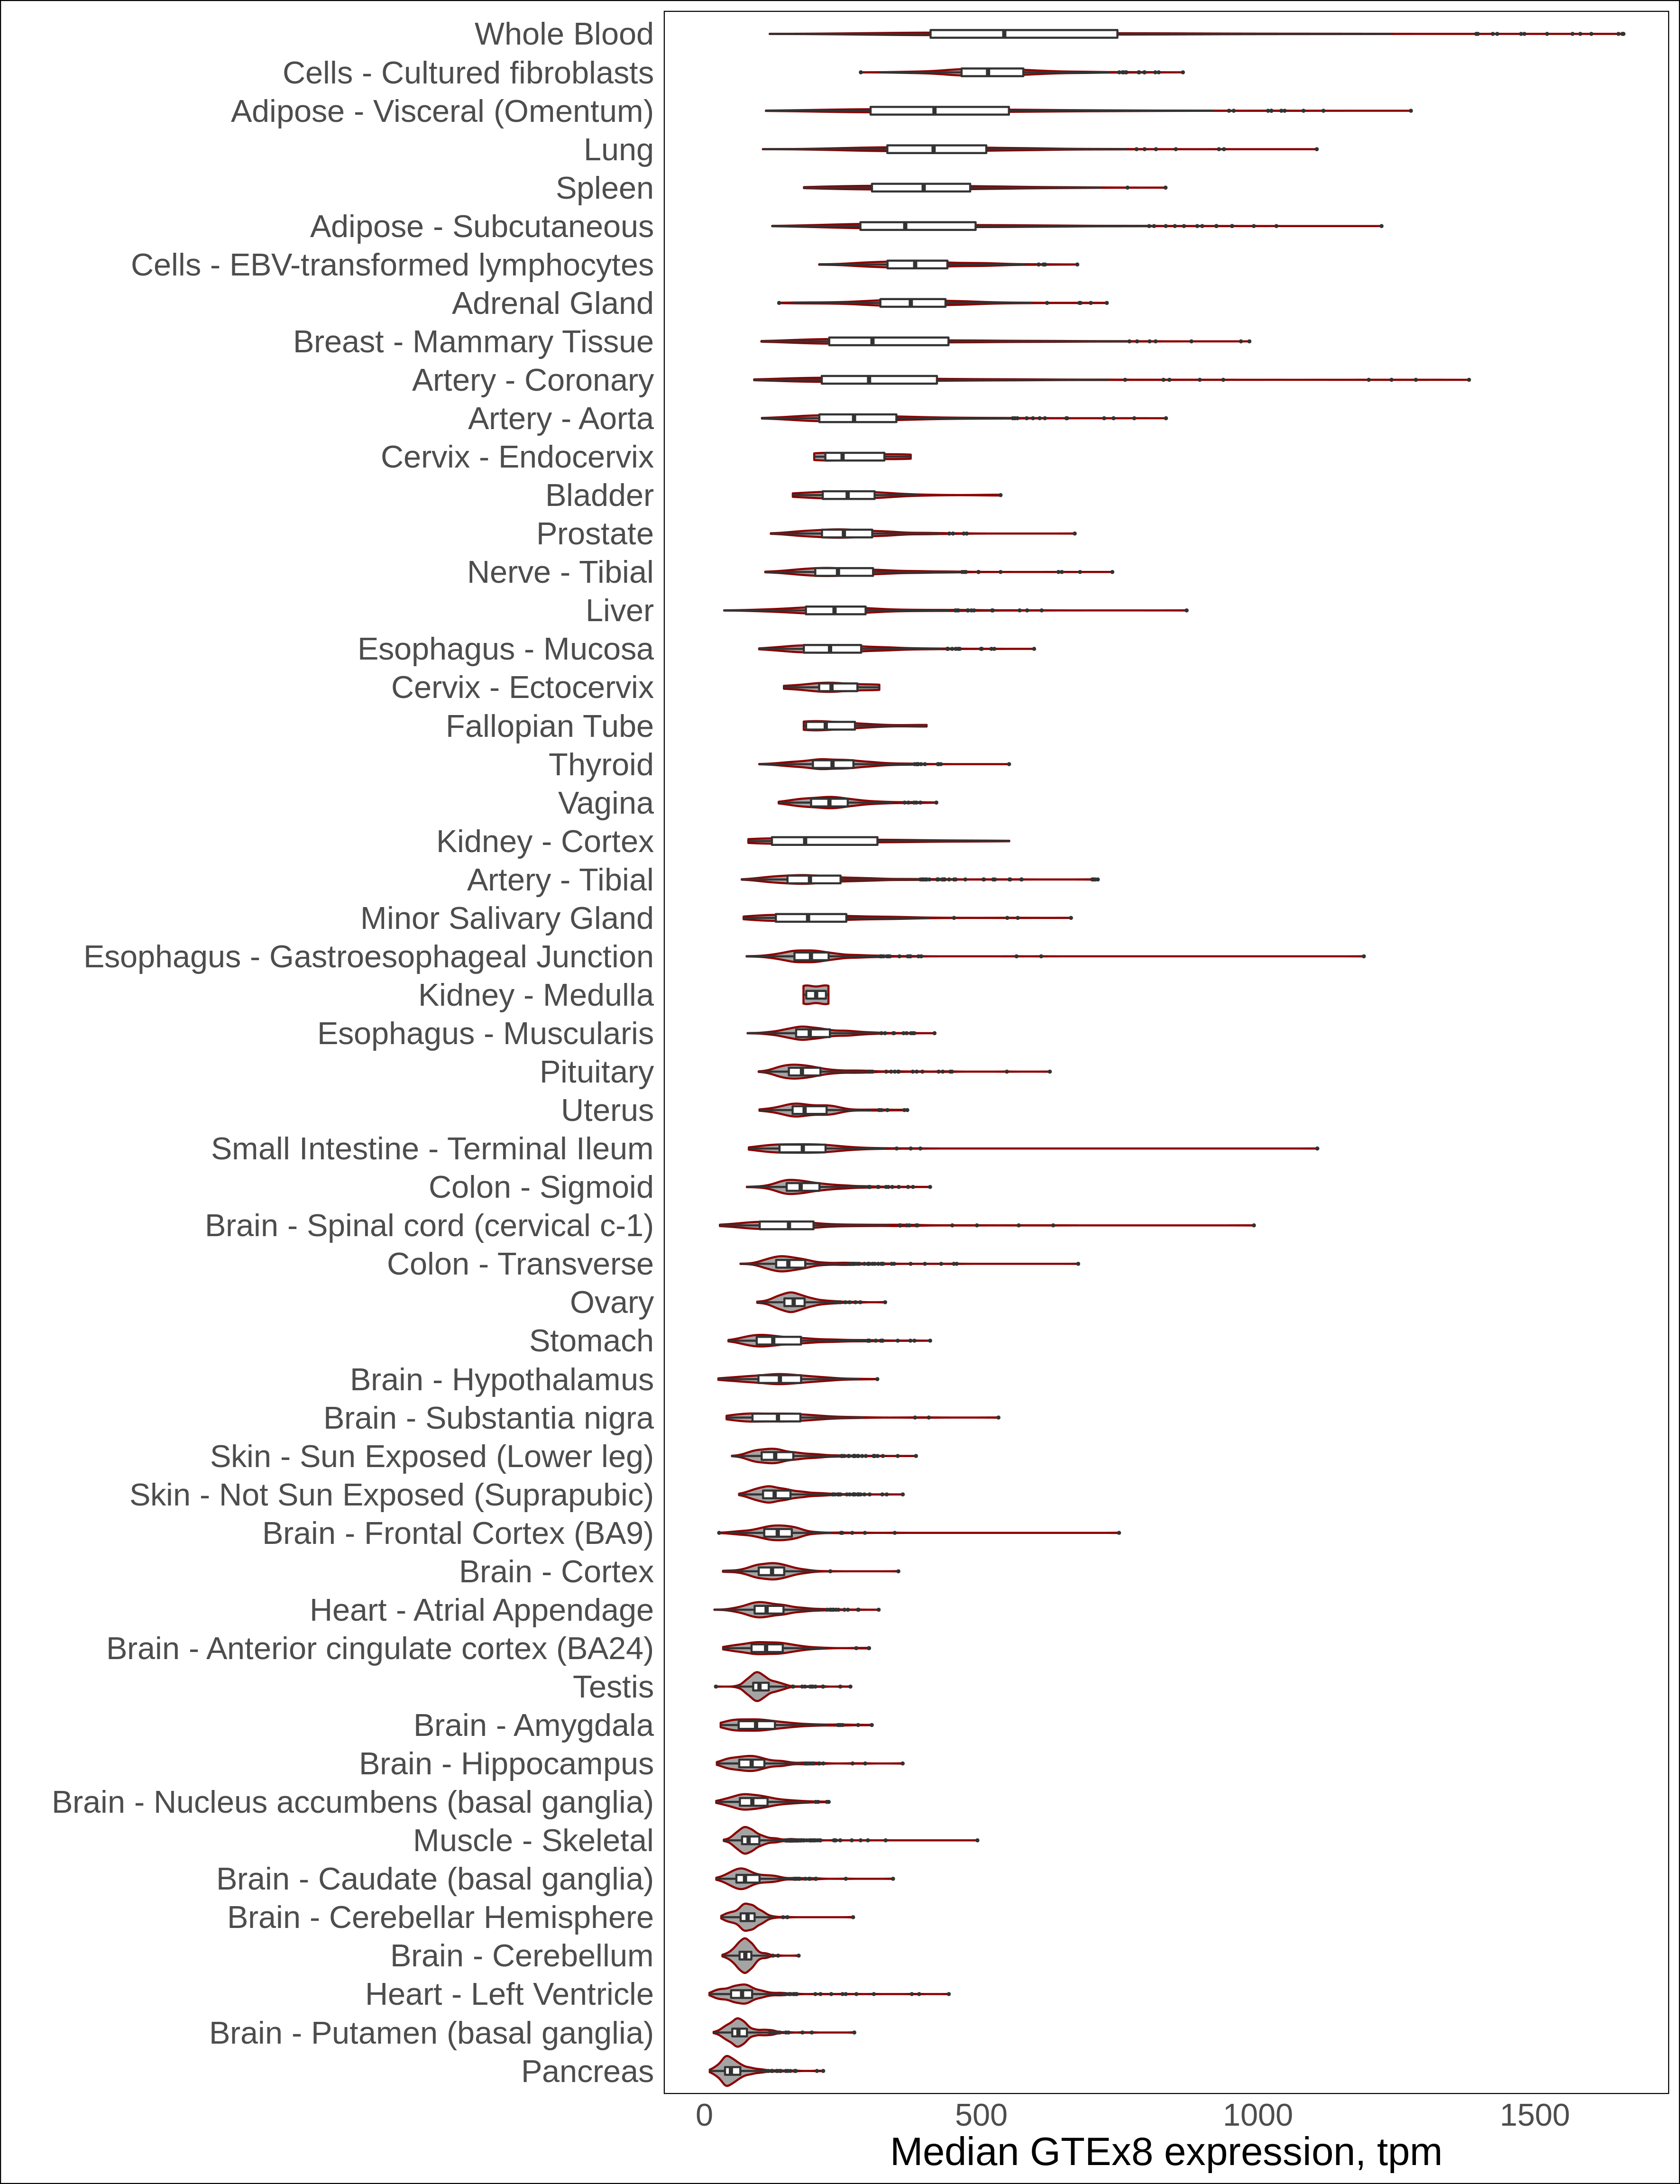 Whole Blood
Cells - Cultured fibroblasts
Adipose - Visceral (Omentum)
Lung
Spleen
Adipose - Subcutaneous
Cells - EBV-transformed lymphocytes
Adrenal Gland
Breast - Mammary Tissue
Artery - Coronary
Artery - Aorta
Cervix - Endocervix
Bladder
Prostate
Nerve - Tibial
Liver
Esophagus - Mucosa
Cervix - Ectocervix
Fallopian Tube
Thyroid
Vagina
Kidney - Cortex
Artery - Tibial
Minor Salivary Gland
Esophagus - Gastroesophageal Junction
Kidney - Medulla
Esophagus - Muscularis
Pituitary
Uterus
Small Intestine - Terminal Ileum
Colon - Sigmoid
Brain - Spinal cord (cervical c-1)
Colon - Transverse
Ovary
Stomach
Brain - Hypothalamus
Brain - Substantia nigra
Skin - Sun Exposed (Lower leg)
Skin - Not Sun Exposed (Suprapubic)
Brain - Frontal Cortex (BA9)
Brain - Cortex
Heart - Atrial Appendage
Brain - Anterior cingulate cortex (BA24)
Testis
Brain - Amygdala
Brain - Hippocampus
Brain - Nucleus accumbens (basal ganglia)
Muscle - Skeletal
Brain - Caudate (basal ganglia)
Brain - Cerebellar Hemisphere
Brain - Cerebellum
Heart - Left Ventricle
Brain - Putamen (basal ganglia)
Pancreas
0 500 1000 1500
Median GTEx8 expression, tpm